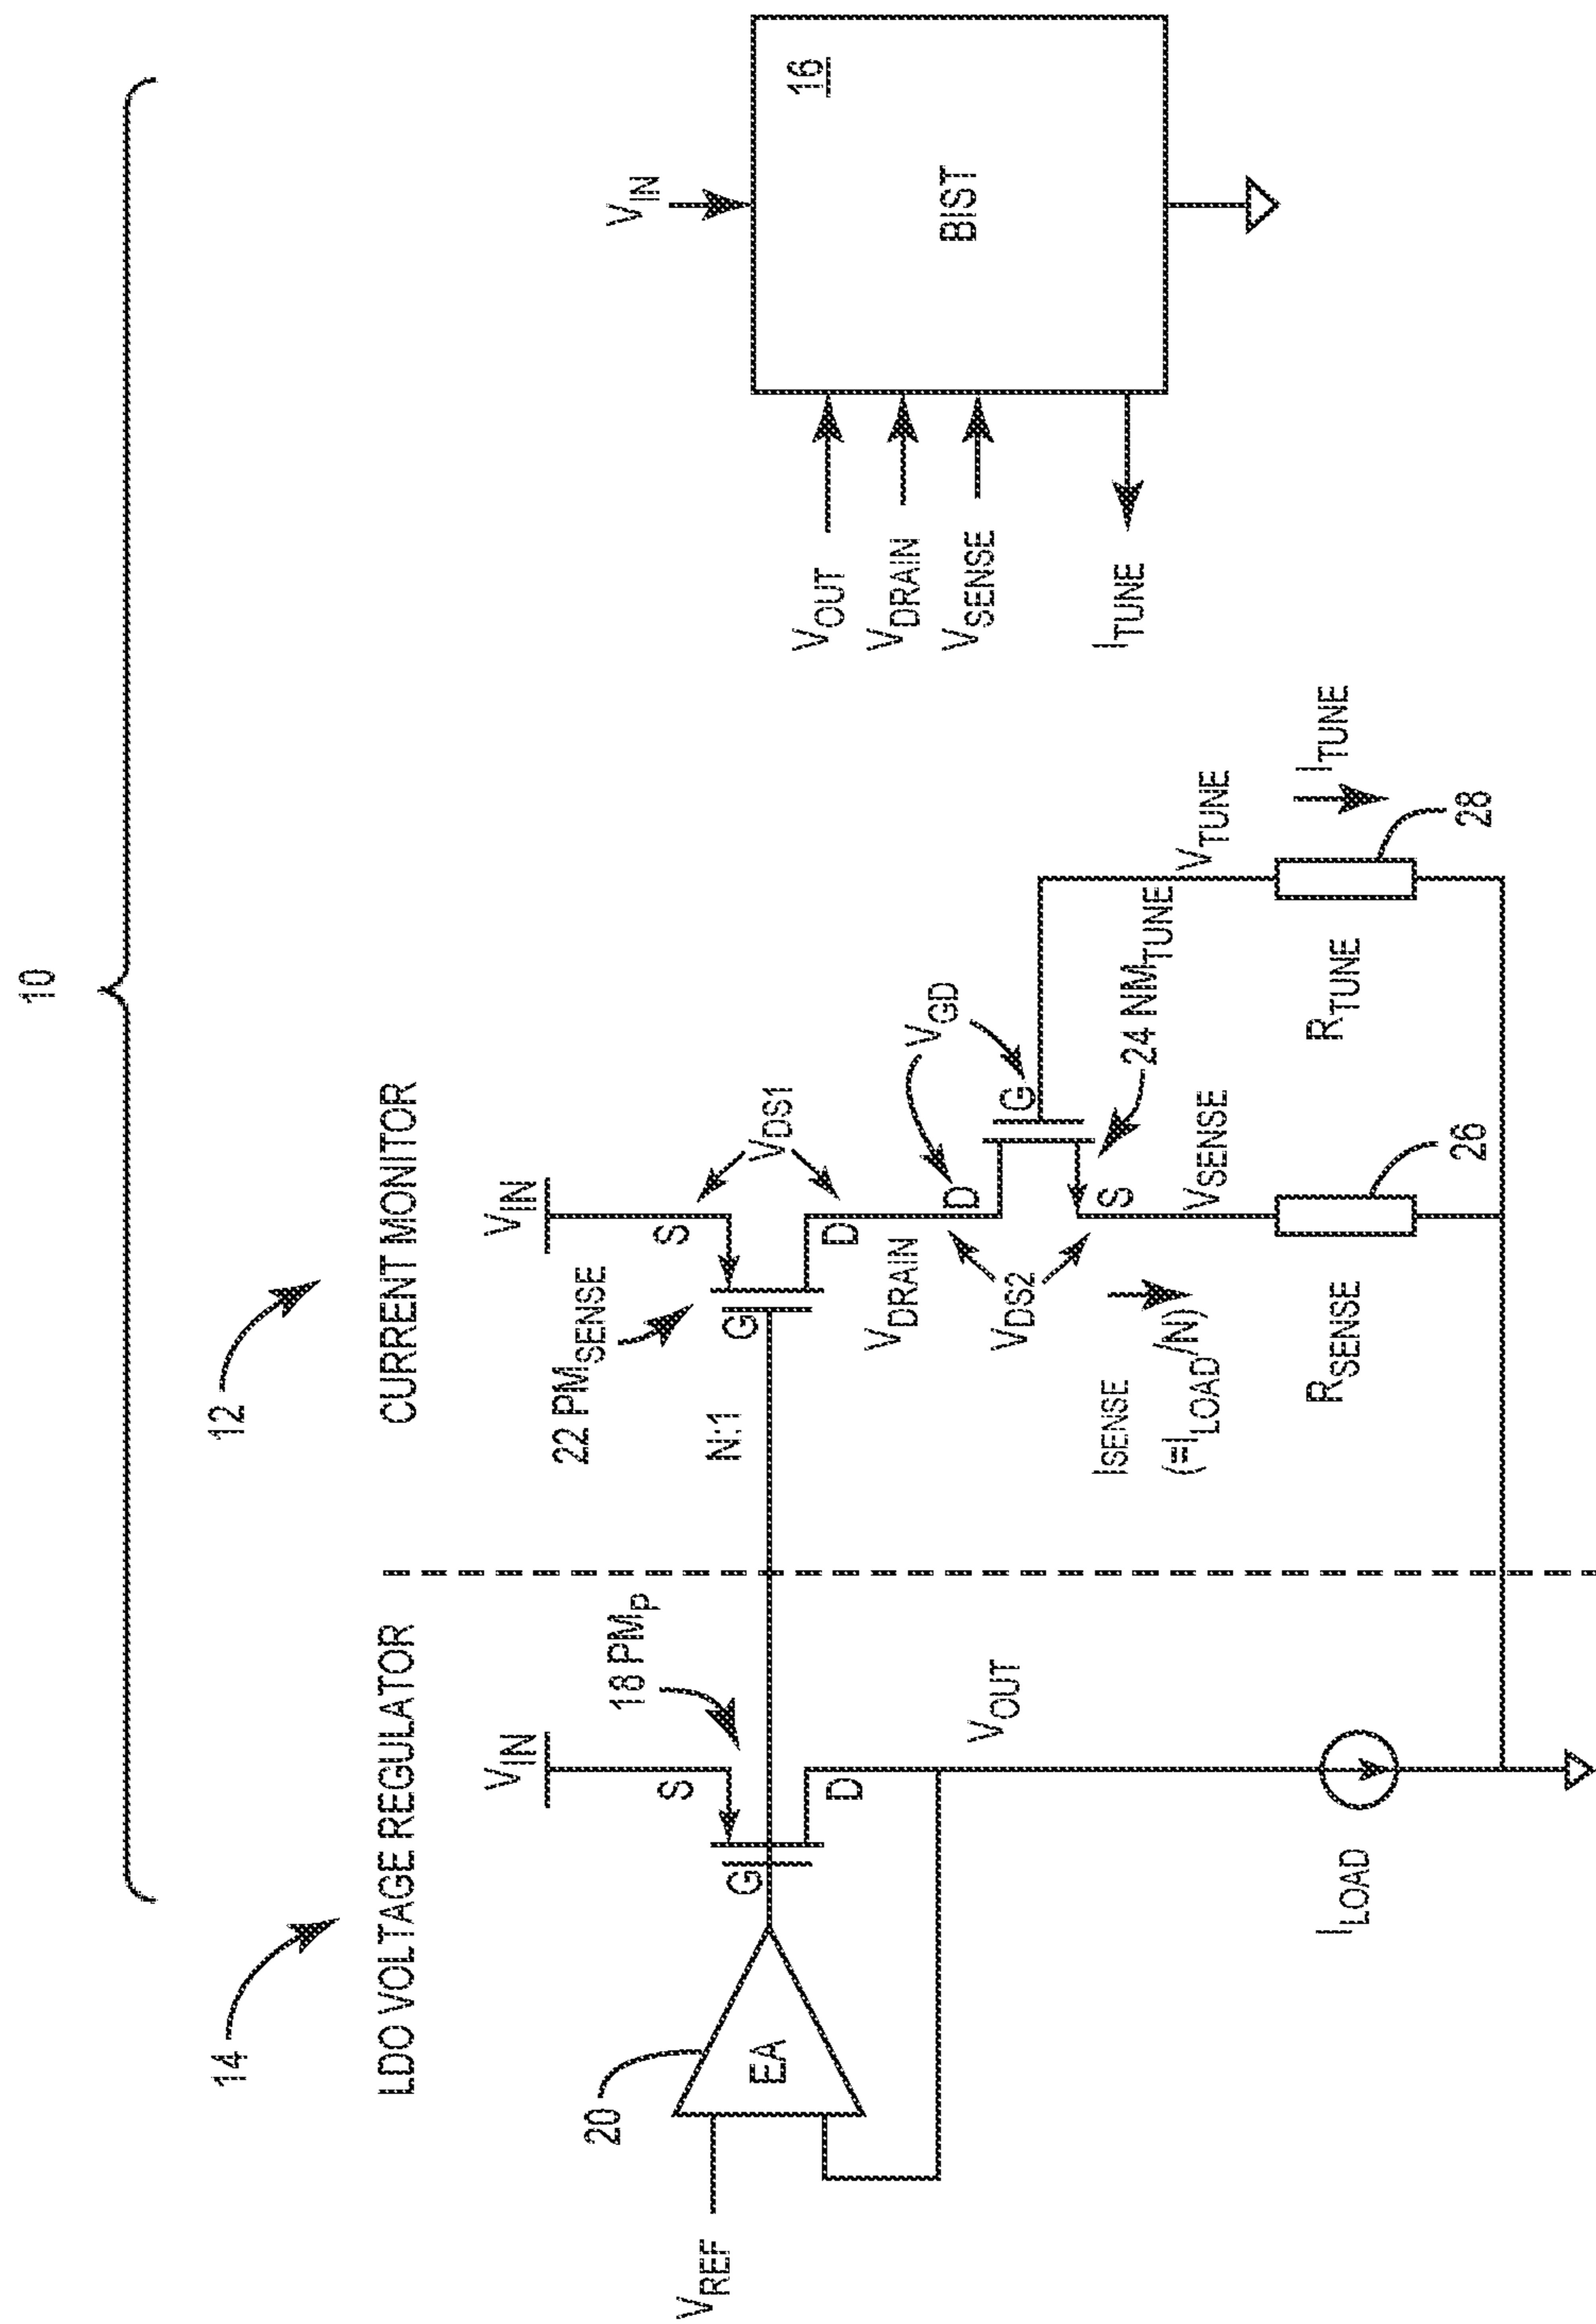 10
14
LDO VOLTAGE REGULATOR
12
CURRENT MONITOR
V_IN
18 PM_P
S
G
D
20
EA
V_REF
V_OUT
I_LOAD
V_IN
22 PM_SENSE
S
G
D
N:1
V_DS1
V_DRAIN
D
G
S
V_GD
V_DS2
24 NM_TUNE
I_SENSE
(=I_LOAD/N)
V_SENSE
R_SENSE
26
V_TUNE
I_TUNE
R_TUNE
28
V_IN
16
BIST
V_OUT
V_DRAIN
V_SENSE
I_TUNE